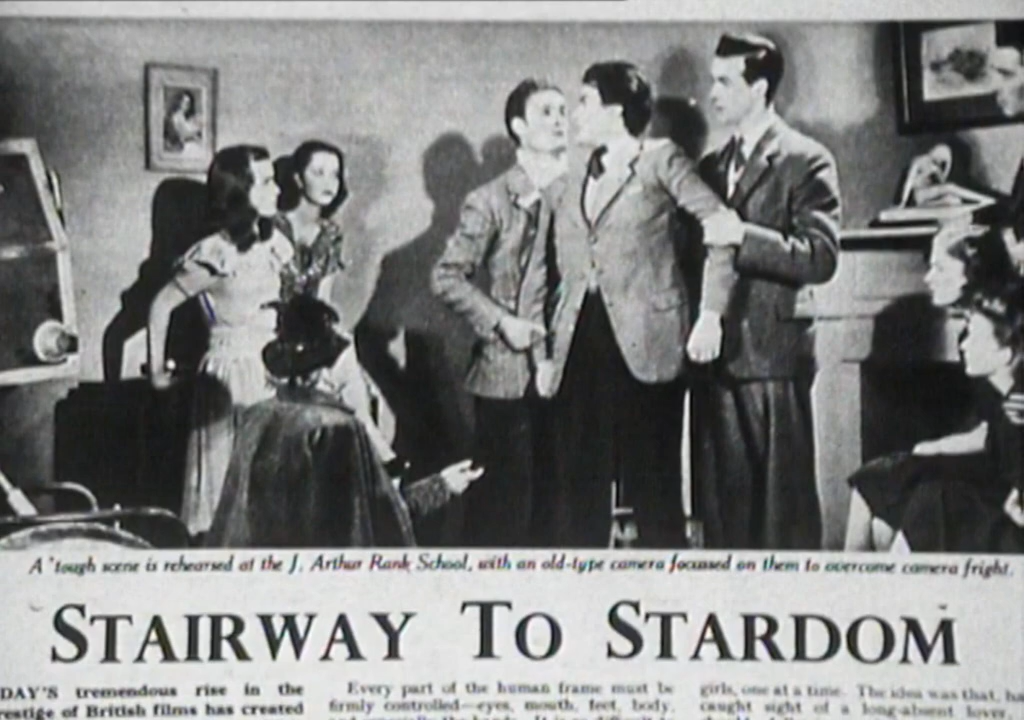 A 'tough scene is rehearsed at the J. Arthur Rank School, with an old-type camera focussed on them to overcome camera fright.
STAIRWAY TO STARDOM
DAY'S tremendous rise in the
estige of British films has created
Every part of the human frame must be
firmly controlled—eyes, mouth, feet, body,
girls, one at a time. The idea was that, ha
caught sight of a long-absent lover,